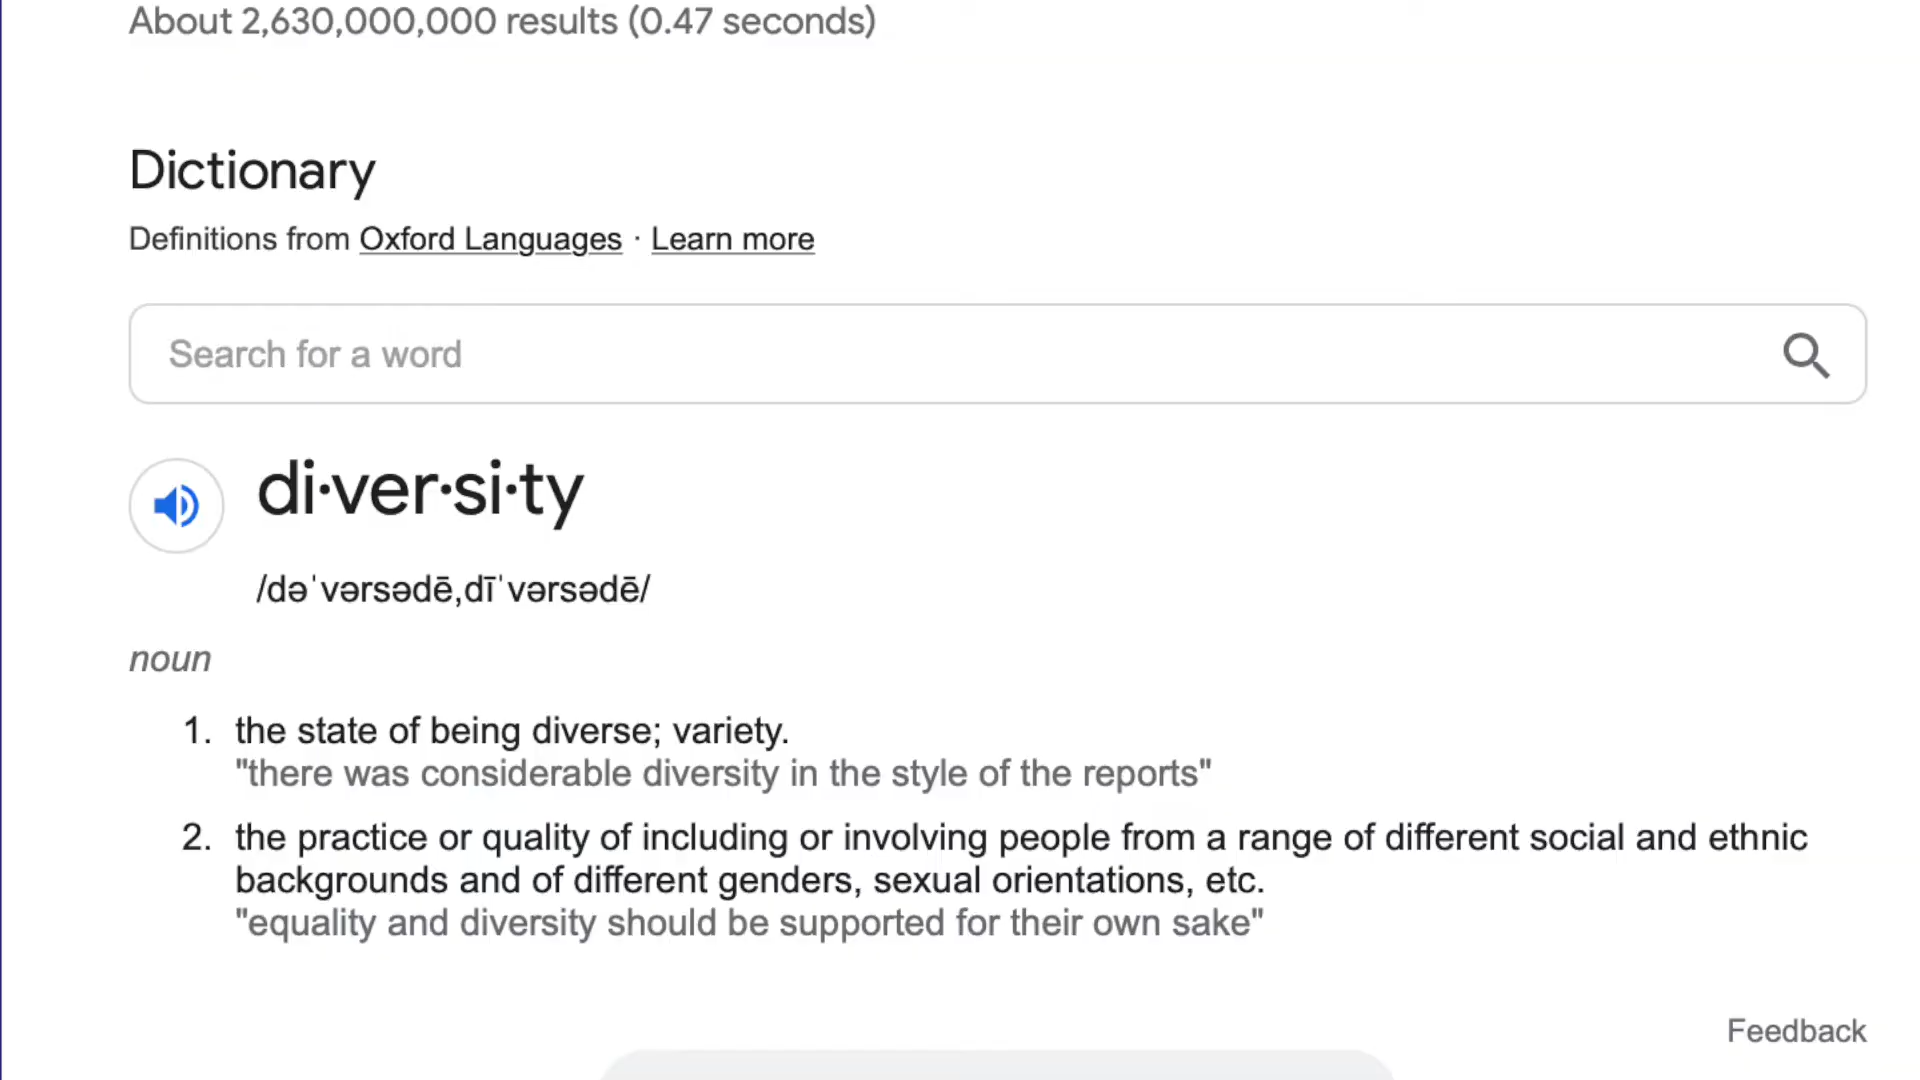 About 2,630,000,000 results (0.47 seconds)
Dictionary
Definitions from Oxford Languages · Learn more
Search for a word
di·ver·si·ty
/dəˈvərsədē,dīˈvərsədē/
noun
1. the state of being diverse; variety.
"there was considerable diversity in the style of the reports"
2. the practice or quality of including or involving people from a range of different social and ethnic
backgrounds and of different genders, sexual orientations, etc.
"equality and diversity should be supported for their own sake"
Feedback